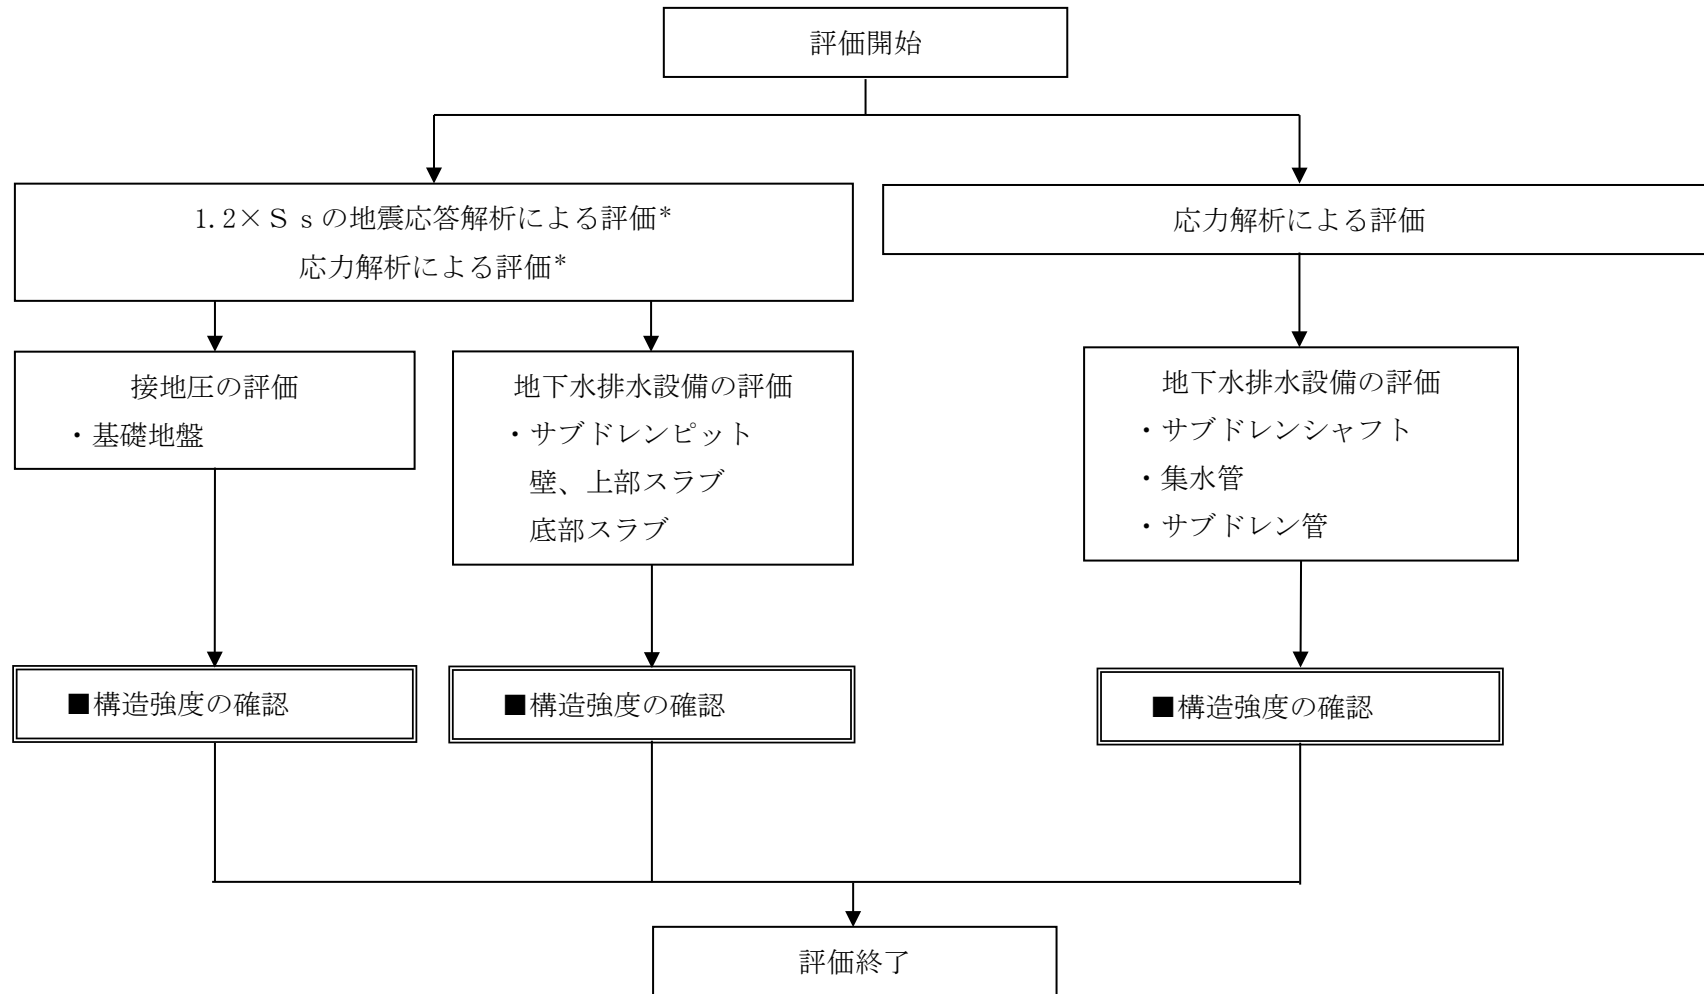 評価開始
1.2×Ｓｓの地震応答解析による評価*
応力解析による評価*
応力解析による評価
接地圧の評価
・基礎地盤
地下水排水設備の評価
・サブドレンピット
壁、上部スラブ
底部スラブ
地下水排水設備の評価
・サブドレンシャフト
・集水管
・サブドレン管
■構造強度の確認
■構造強度の確認
■構造強度の確認
評価終了